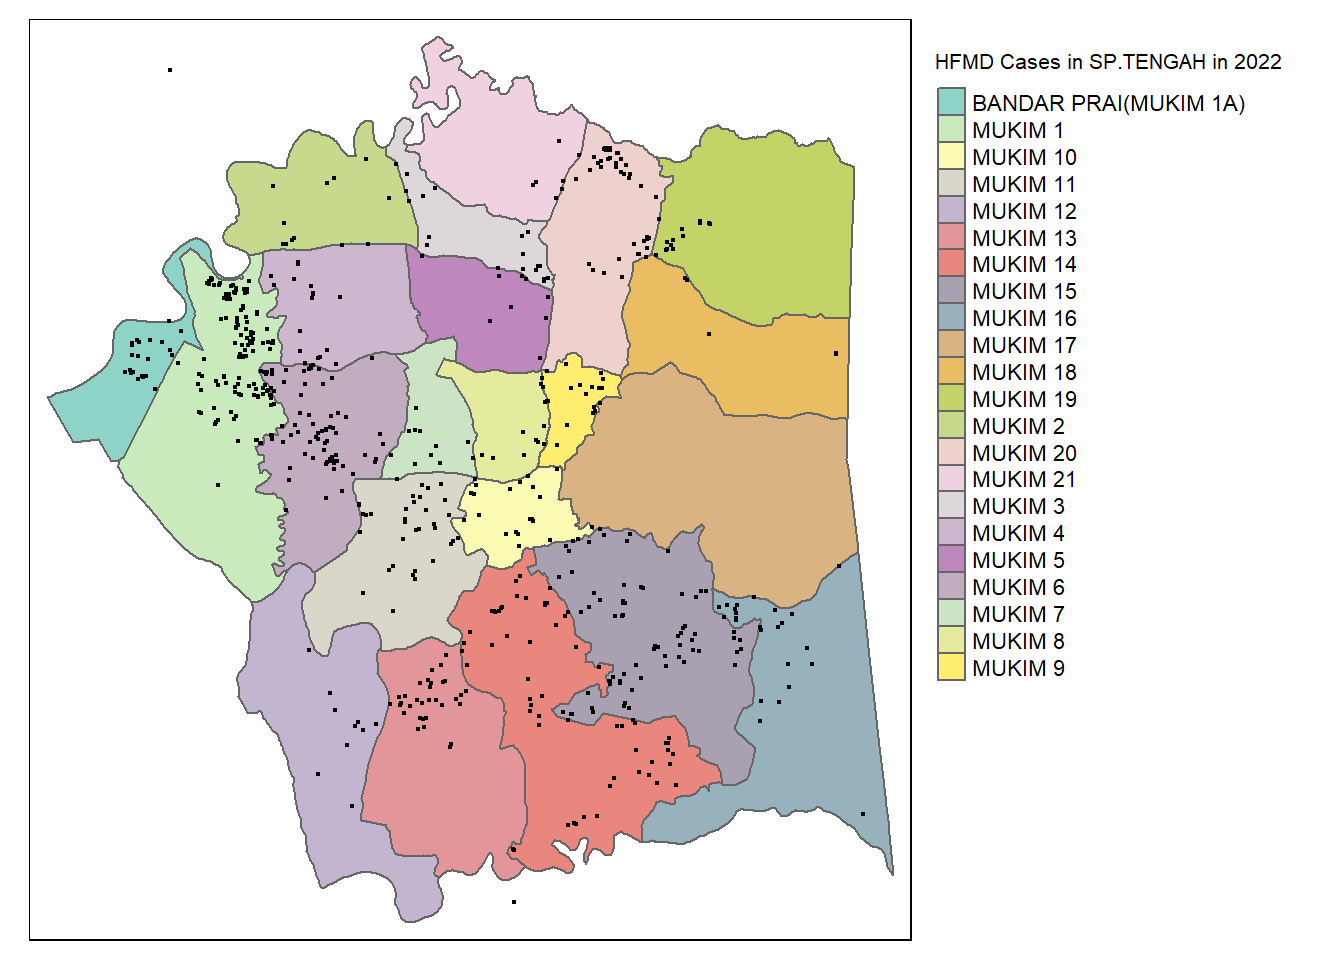 HFMD Cases in SP.TENGAH in 2022
BANDAR PRAI(MUKIM 1A)
MUKIM 1
MUKIM 10
MUKIM 11
MUKIM 12
MUKIM 13
MUKIM 14
MUKIM 15
MUKIM 16
MUKIM 17
MUKIM 18
MUKIM 19
MUKIM 2
MUKIM 20
MUKIM 21
MUKIM 3
MUKIM 4
MUKIM 5
MUKIM 6
MUKIM 7
MUKIM 8
MUKIM 9